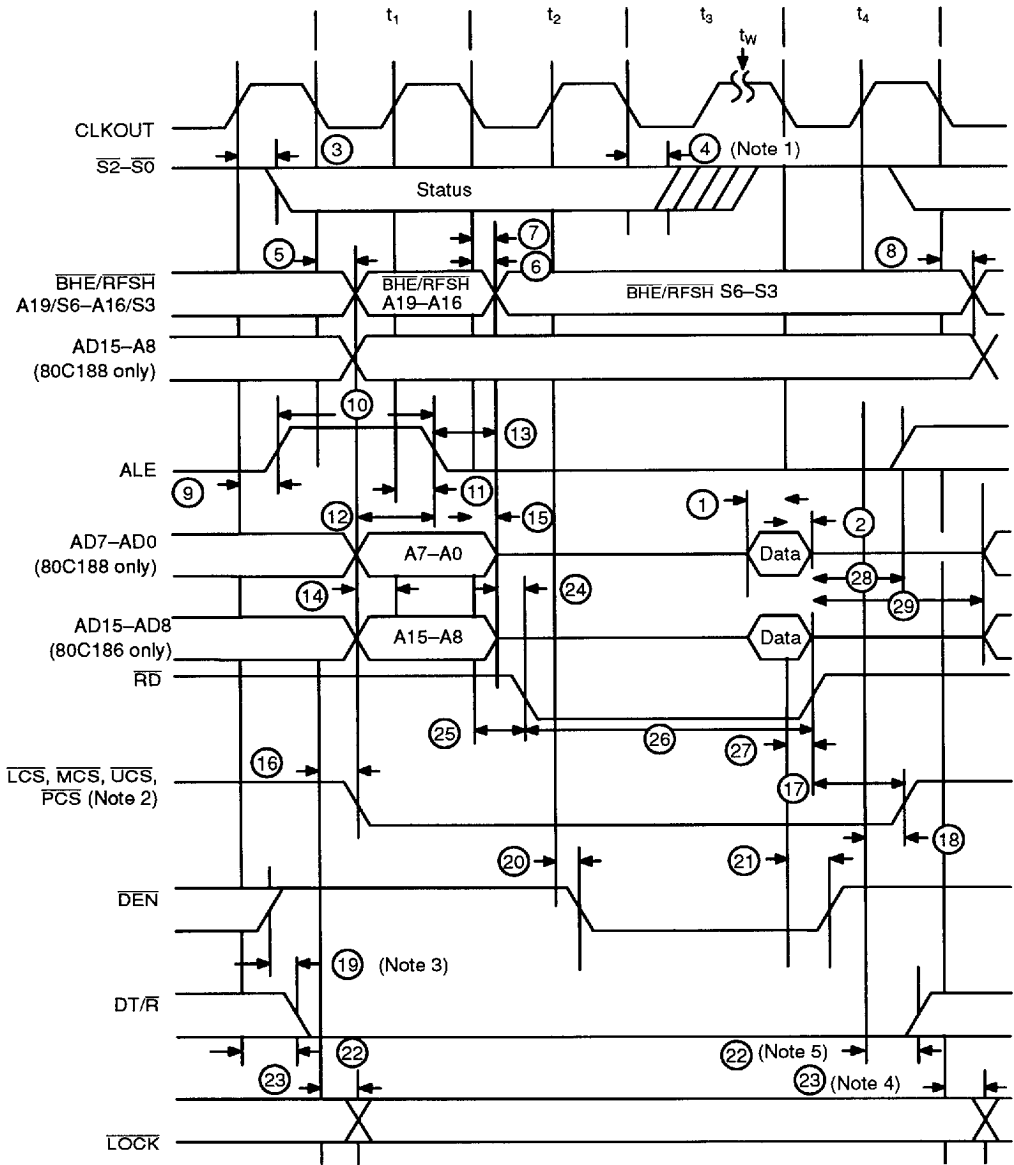 t1 t2 t3 t4
tW
CLKOUT
3 4 (Note 1)
S2–S0
Status
7
5 6 8
BHE/RFSH BHE/RFSH BHE/RFSH S6–S3
A19/S6–A16/S3 A19–A16
AD15–A8
(80C188 only)
10
13
ALE
9 11
1
12 15 2
AD7–AD0
(80C188 only) A7–A0 Data
28
14 24
29
AD15–AD8
(80C186 only) A15–A8 Data
RD
25 26 27
16 17
LCS, MCS, UCS,
PCS (Note 2)
18
20 21
DEN
19 (Note 3)
DT/R
22 22 (Note 5)
23 23 (Note 4)
LOCK